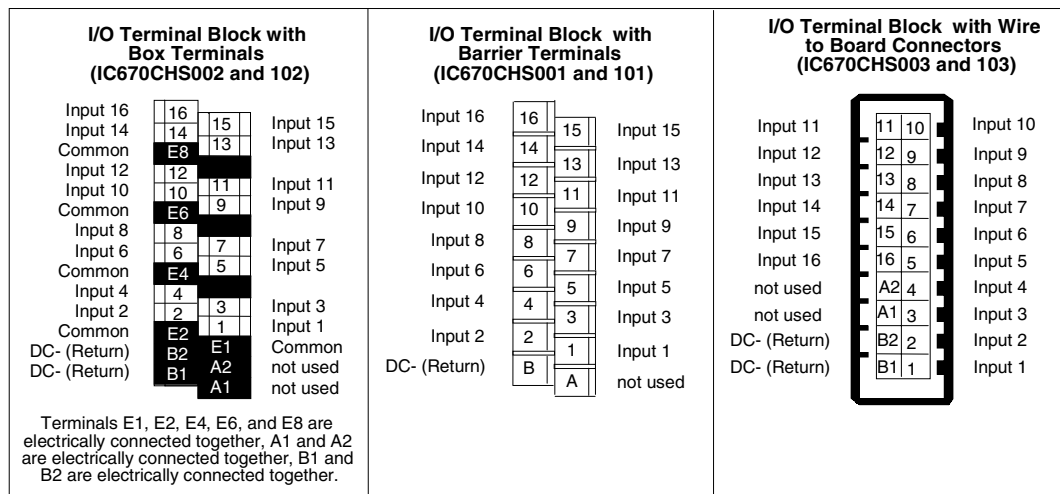 I/O Terminal Block with
Box Terminals
(IC670CHS002 and 102)
Input 16 16
15 Input 15
Input 14 14
13 Input 13
Common E8
Input 12 12
11 Input 11
Input 10 10
9 Input 9
Common E6
Input 8 8
7 Input 7
Input 6 6
5 Input 5
Common E4
Input 4 4
3 Input 3
Input 2 2
1 Input 1
Common E2
E1 Common
DC- (Return) B2
A2 not used
DC- (Return) B1
A1 not used
Terminals E1, E2, E4, E6, and E8 are
electrically connected together, A1 and A2
are electrically connected together, B1 and
B2 are electrically connected together.
I/O Terminal Block with
Barrier Terminals
(IC670CHS001 and 101)
Input 16 16
15 Input 15
Input 14 14
13 Input 13
Input 12 12
11 Input 11
Input 10 10
9 Input 9
Input 8 8
7 Input 7
Input 6 6
5 Input 5
Input 4 4
3 Input 3
Input 2 2
1 Input 1
DC- (Return) B
A not used
I/O Terminal Block with Wire
to Board Connectors
(IC670CHS003 and 103)
Input 11 11 10 Input 10
Input 12 12 9 Input 9
Input 13 13 8 Input 8
Input 14 14 7 Input 7
Input 15 15 6 Input 6
Input 16 16 5 Input 5
not used A2 4 Input 4
not used A1 3 Input 3
DC- (Return) B2 2 Input 2
DC- (Return) B1 1 Input 1